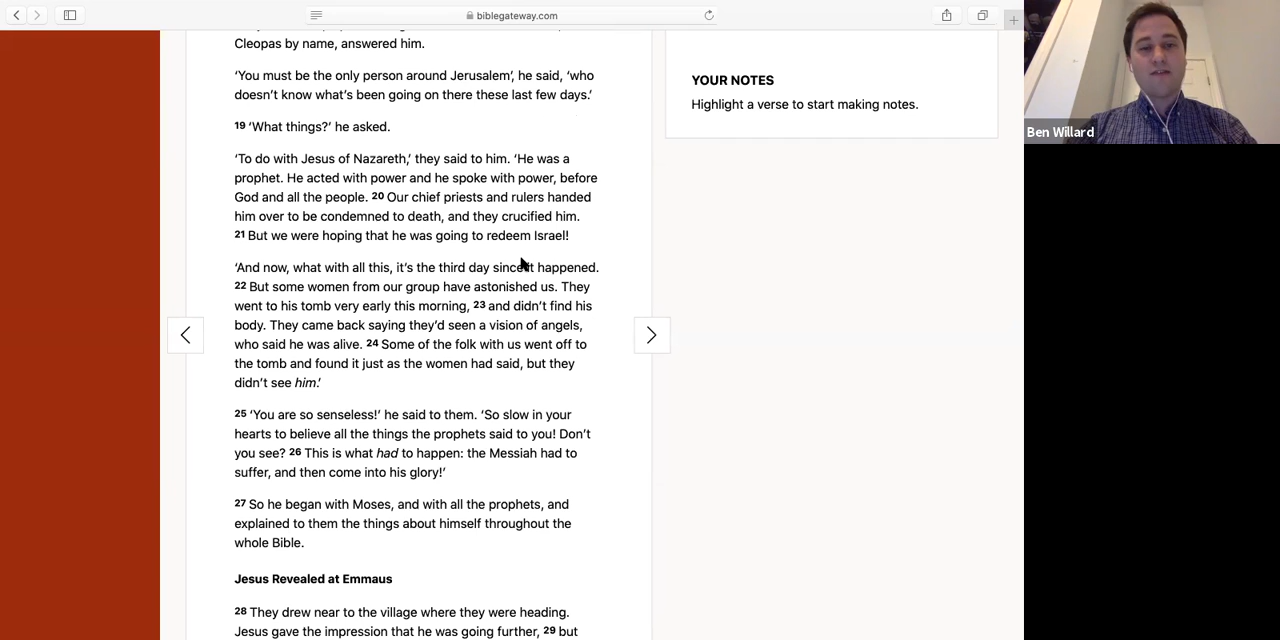 biblegateway.com
Cleopas by name, answered him.
‘You must be the only person around Jerusalem’, he said, ‘who
doesn’t know what’s been going on there these last few days.’
19 ‘What things?’ he asked.
‘To do with Jesus of Nazareth,’ they said to him. ‘He was a
prophet. He acted with power and he spoke with power, before
God and all the people. 20 Our chief priests and rulers handed
him over to be condemned to death, and they crucified him.
21 But we were hoping that he was going to redeem Israel!
‘And now, what with all this, it’s the third day since it happened.
22 But some women from our group have astonished us. They
went to his tomb very early this morning, 23 and didn’t find his
body. They came back saying they’d seen a vision of angels,
who said he was alive. 24 Some of the folk with us went off to
the tomb and found it just as the women had said, but they
didn’t see him.’
25 ‘You are so senseless!’ he said to them. ‘So slow in your
hearts to believe all the things the prophets said to you! Don’t
you see? 26 This is what had to happen: the Messiah had to
suffer, and then come into his glory!’
27 So he began with Moses, and with all the prophets, and
explained to them the things about himself throughout the
whole Bible.
Jesus Revealed at Emmaus
28 They drew near to the village where they were heading.
Jesus gave the impression that he was going further, 29 but
YOUR NOTES
Highlight a verse to start making notes.
Ben Willard